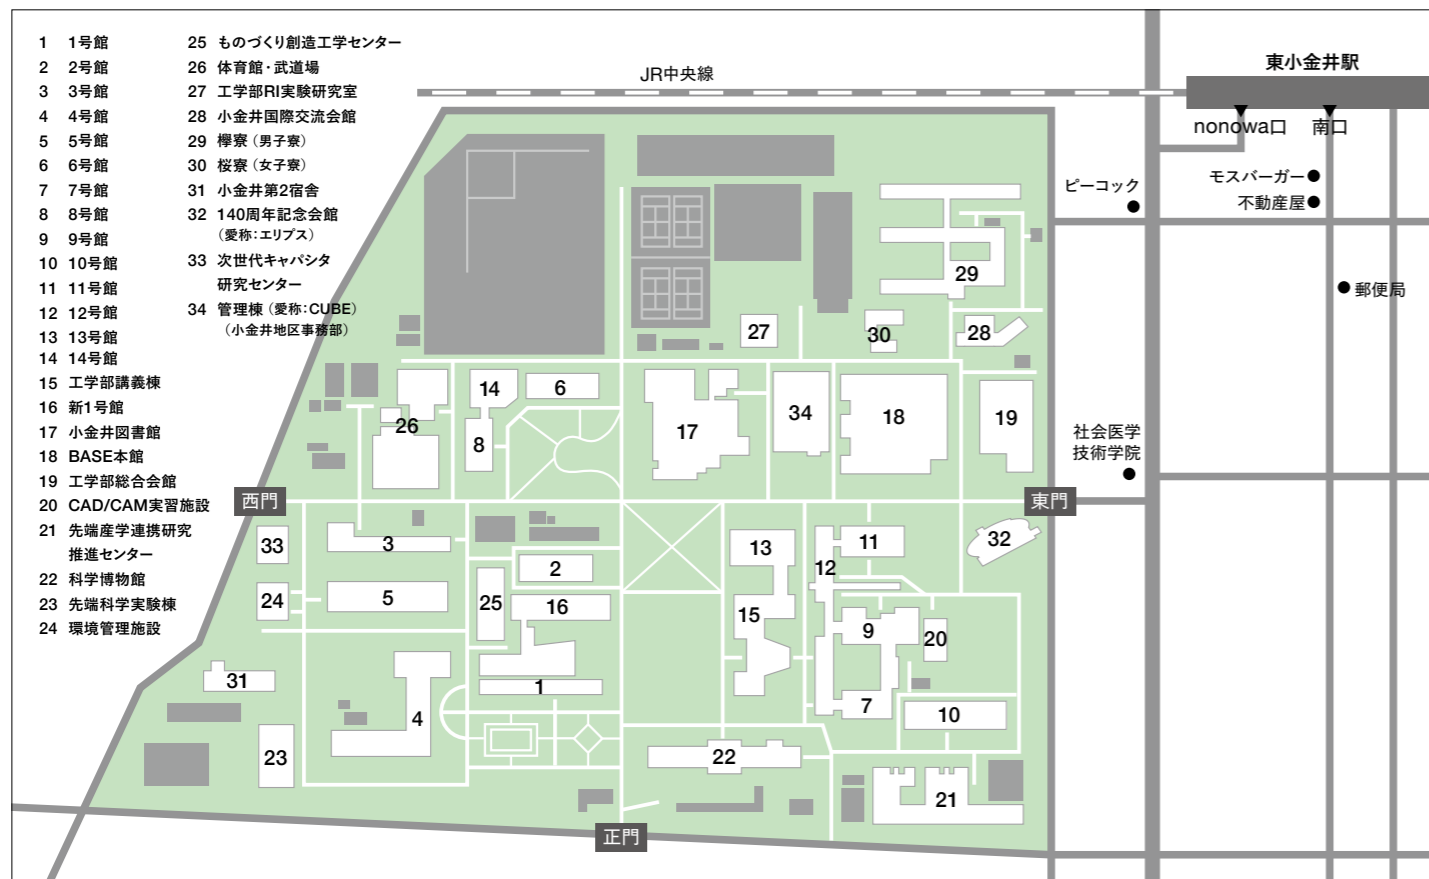 1 1号館
2 2号館
3 3号館
4 4号館
5 5号館
6 6号館
7 7号館
8 8号館
9 9号館
10 10号館
11 11号館
12 12号館
13 13号館
14 14号館
15 工学部講義棟
16 新1号館
17 小金井図書館
18 BASE本館
19 工学部総合会館
20 CAD/CAM実習施設
21 先端産学連携研究
推進センター
22 科学博物館
23 先端科学実験棟
24 環境管理施設
25 ものづくり創造工学センター
26 体育館・武道場
27 工学部RI実験研究室
28 小金井国際交流会館
29 欅寮（男子寮）
30 桜寮（女子寮）
31 小金井第2宿舎
32 140周年記念会館
（愛称：エリプス）
33 次世代キャパシタ
研究センター
34 管理棟（愛称：CUBE）
（小金井地区事務部）
JR中央線
東小金井駅
nonowa口
南口
モスバーガー
不動産屋
ピーコック
郵便局
社会医学
技術学院
西門
東門
正門
29
27
30
28
14
6
26
8
17
34
18
19
33
3
2
13
11
32
12
24
5
25
16
15
9
20
31
1
4
7
10
23
22
21